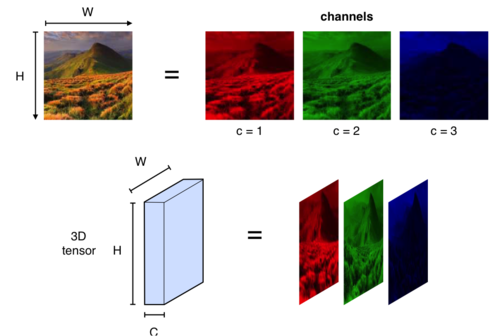 W
channels
H
=
c = 1
c = 2
c = 3
W
3D
tensor
H
=
C